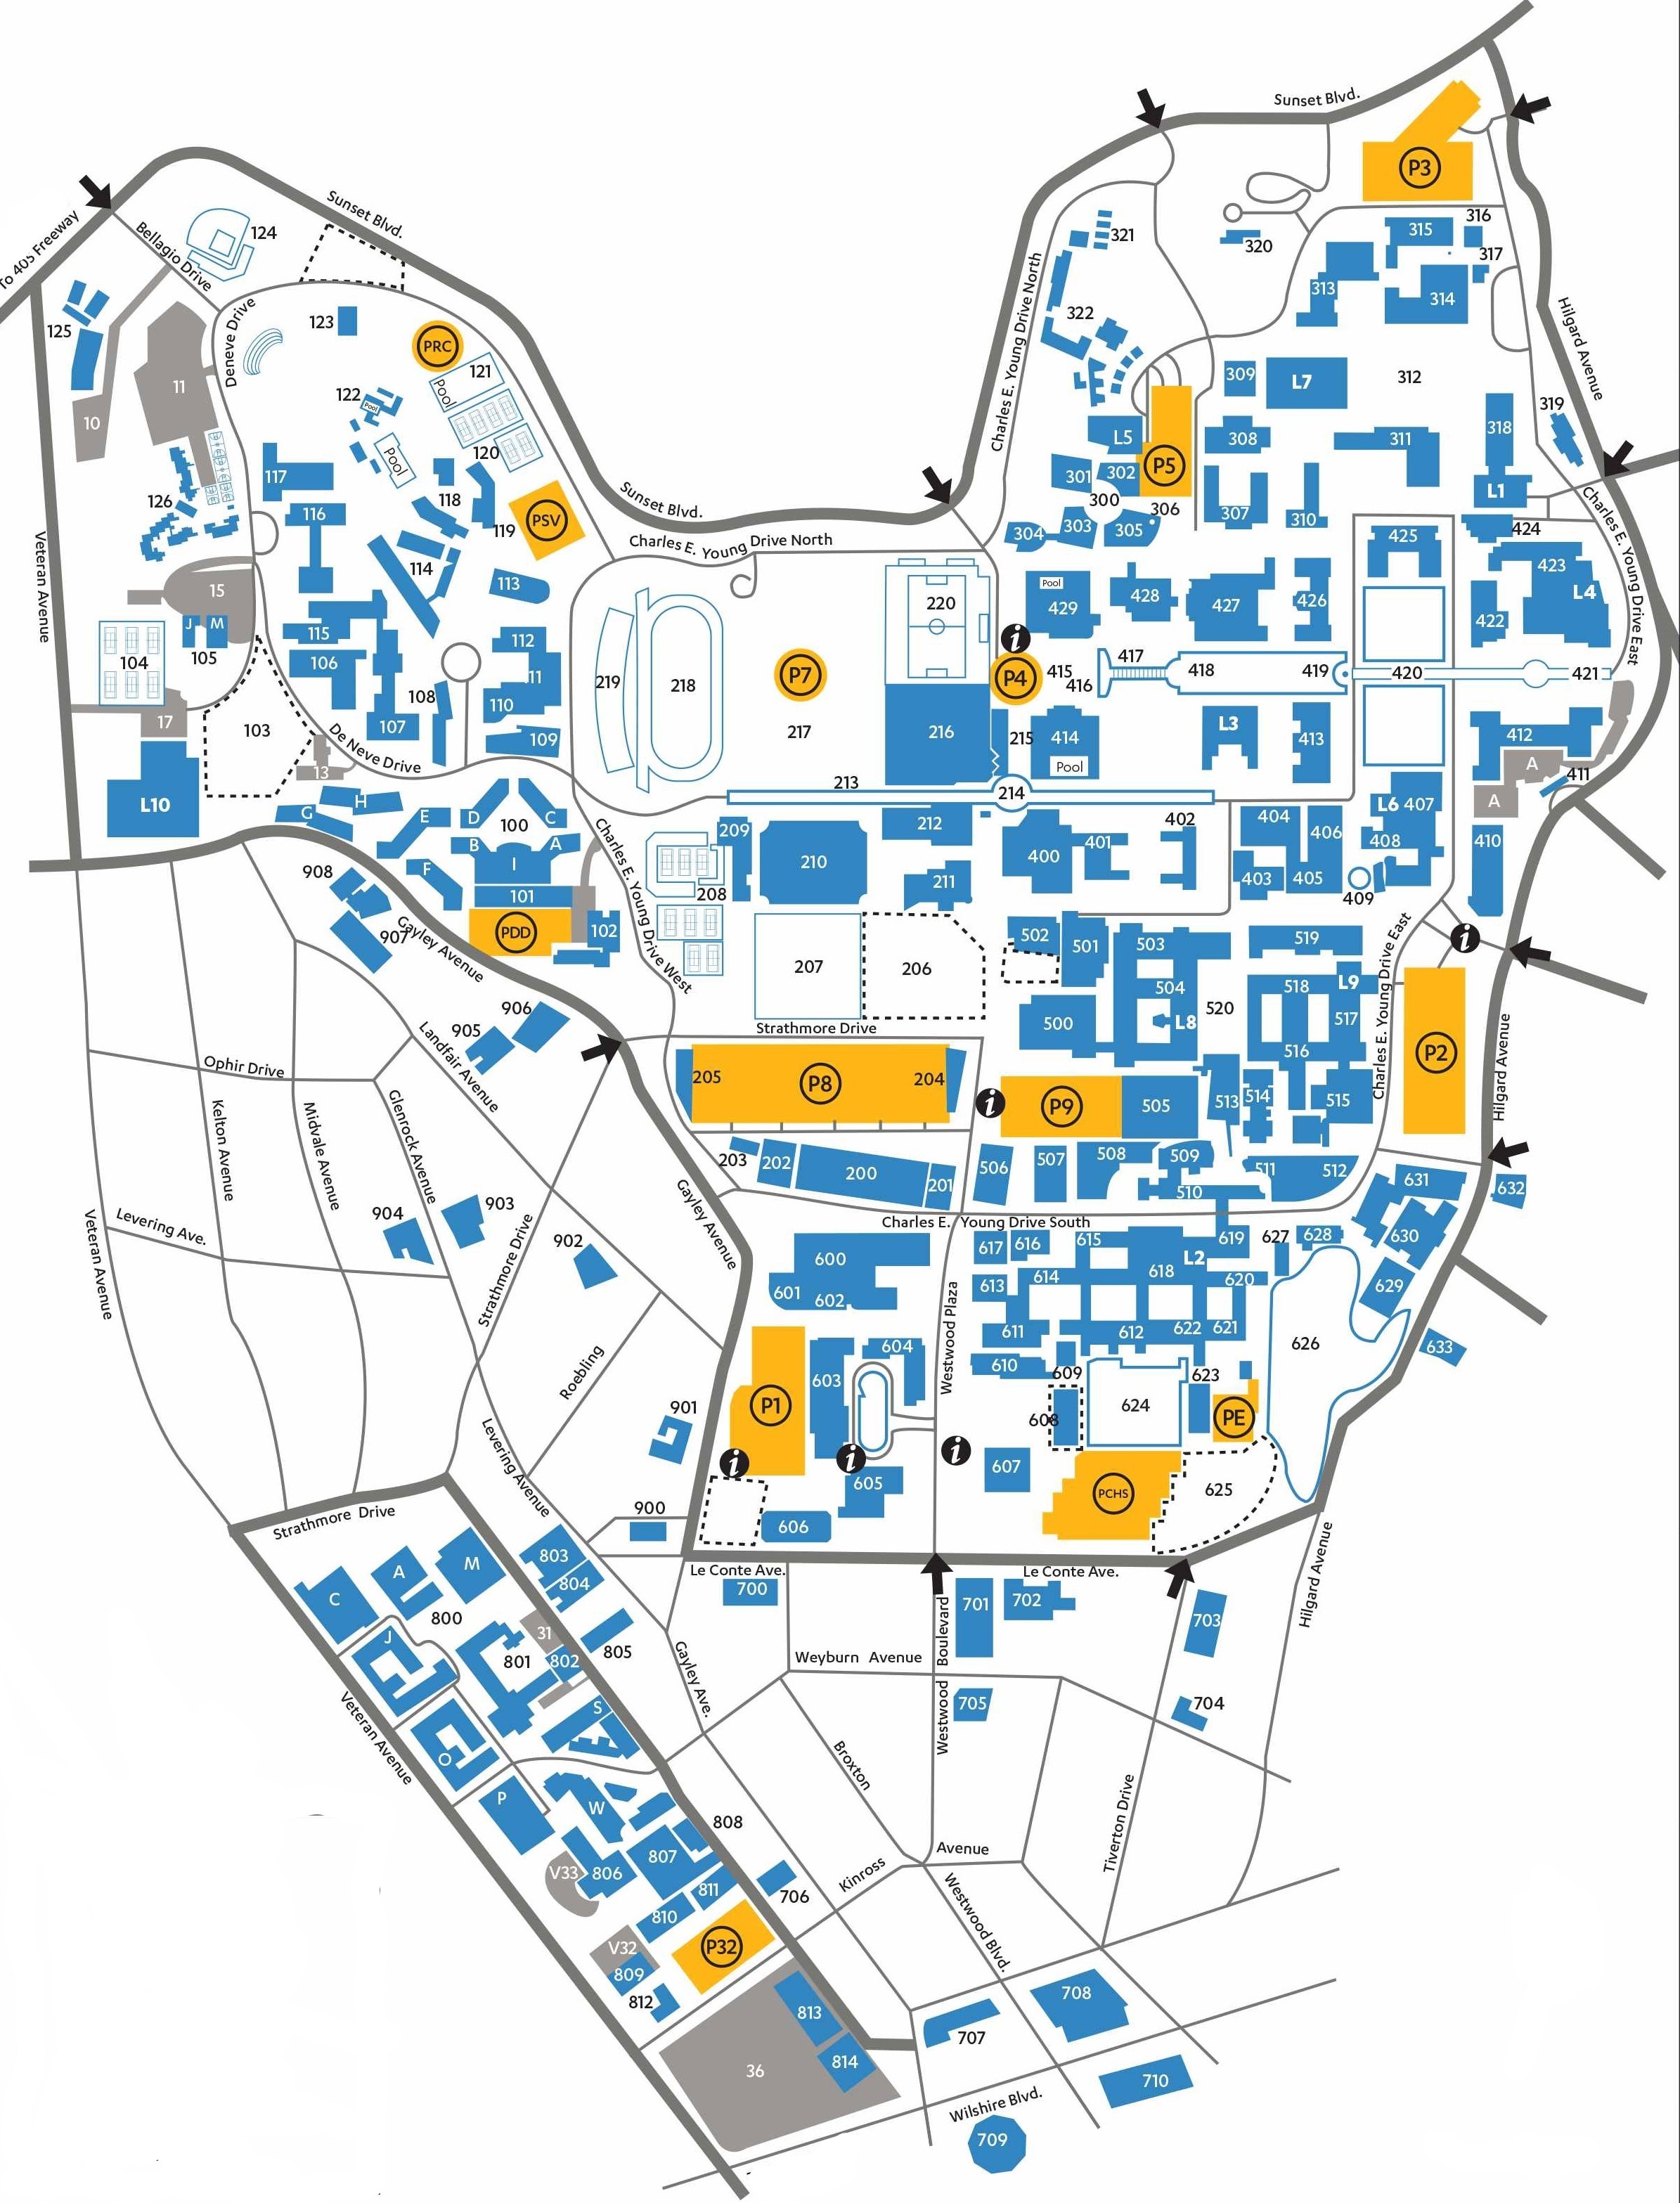 Sunset Blvd.
P3
To 405 Freeway
Bellagio Drive
124
Sunset Blvd.
321
320
315
316
317
313
314
125
123
PRC
Deneve Drive
322
Charles E. Young Drive North
Hilgard Avenue
11
121
Pool
122
Pool
10
309
L7
312
318
319
120
Pool
L5
308
311
P5
301
302
300
306
117
118
126
116
119
PSV
Sunset Blvd.
307
310
L1
304
303
305
Charles E. Young Drive East
Veteran Avenue
Charles E. Young Drive North
424
425
114
113
423
15
L4
Pool
429
428
427
426
422
220
J
M
105
104
115
112
106
111
108
110
107
109
219
218
P7
217
P4
415
416
417
418
419
420
421
17
103
De Neve Drive
13
216
215
414
Pool
L3
413
412
A
411
A
L10
213
214
H
G
E
D
C
100
B
A
I
F
209
212
210
211
208
400
401
402
404
406
403
405
L6
407
408
409
410
908
907
Gayley Avenue
101
PDD
102
Charles E. Young Drive West
207
206
502
501
503
504
520
500
L8
519
518
L9
517
516
Charles E. Young Drive East
P2
Hilgard Avenue
906
905
Landfair Avenue
Strathmore Drive
205
P8
204
P9
505
513
514
515
Ophir Drive
Kelton Avenue
Midvale Avenue
Glenrock Avenue
203
202
200
201
506
507
508
509
510
511
512
631
632
630
629
Veteran Avenue
Levering Ave.
904
903
902
Strathmore Drive
Gayley Avenue
Charles E. Young Drive South
600
601
602
617
616
615
619
L2
618
627
628
613
614
620
611
612
622
621
626
633
Westwood Plaza
610
609
623
608
624
PE
604
603
P1
605
606
607
PCHS
625
Roebling
901
900
Levering Avenue
Strathmore Drive
Le Conte Ave.
Le Conte Ave.
Hilgard Avenue
700
701
702
703
Westwood Boulevard
Weyburn Avenue
705
704
C
A
M
800
803
804
J
801
31
802
805
S
O
P
W
Veteran Avenue
Gayley Ave.
Broxton
Tiverton Drive
808
807
V33
806
811
810
706
Kinross Avenue
P32
V32
809
812
Westwood Blvd.
813
814
36
708
707
710
Wilshire Blvd.
709